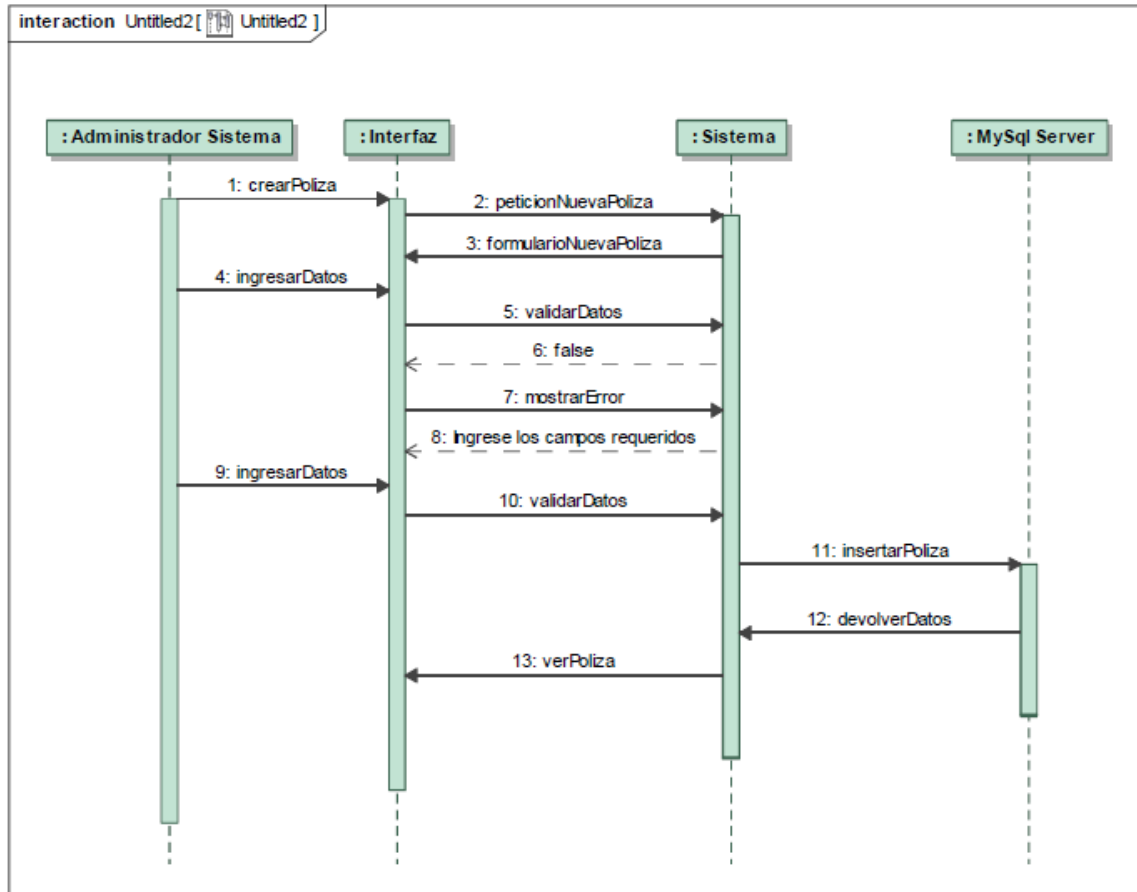 interaction Untitled2 [ Untitled2 ]
: Administrador Sistema
: Interfaz
: Sistema
: MySql Server
1: crearPoliza
2: peticionNuevaPoliza
3: formularioNuevaPoliza
4: ingresarDatos
5: validarDatos
6: false
7: mostrarError
8: Ingrese los campos requeridos
9: ingresarDatos
10: validarDatos
11: insertarPoliza
12: devolverDatos
13: verPoliza